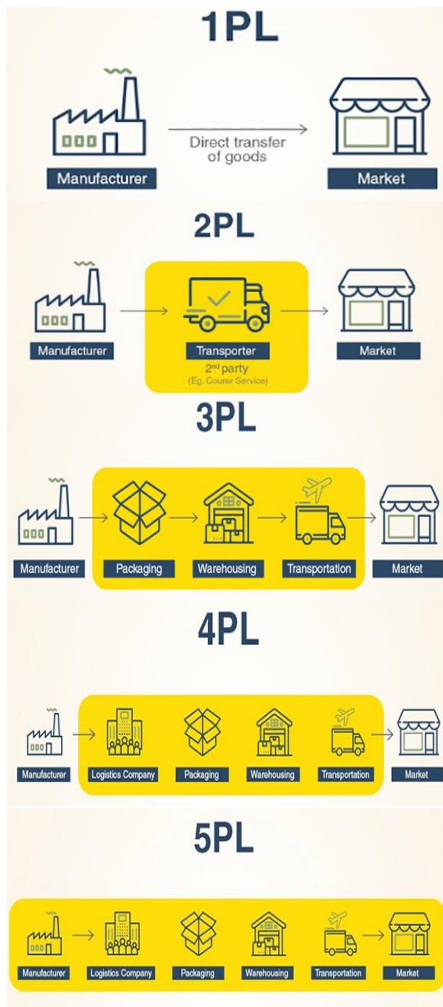 1PL
Direct transfer
of goods
Manufacturer
Market
2PL
Manufacturer
Transporter
Market
2nd party
(Eg. Courer Service)
3PL
Manufacturer
Packaging
Warehousing
Transportation
Market
4PL
Manufacturer
Logistics Company
Packaging
Warehousing
Transportation
Market
5PL
Manufacturer
Logistics Company
Packaging
Warehousing
Transportation
Market